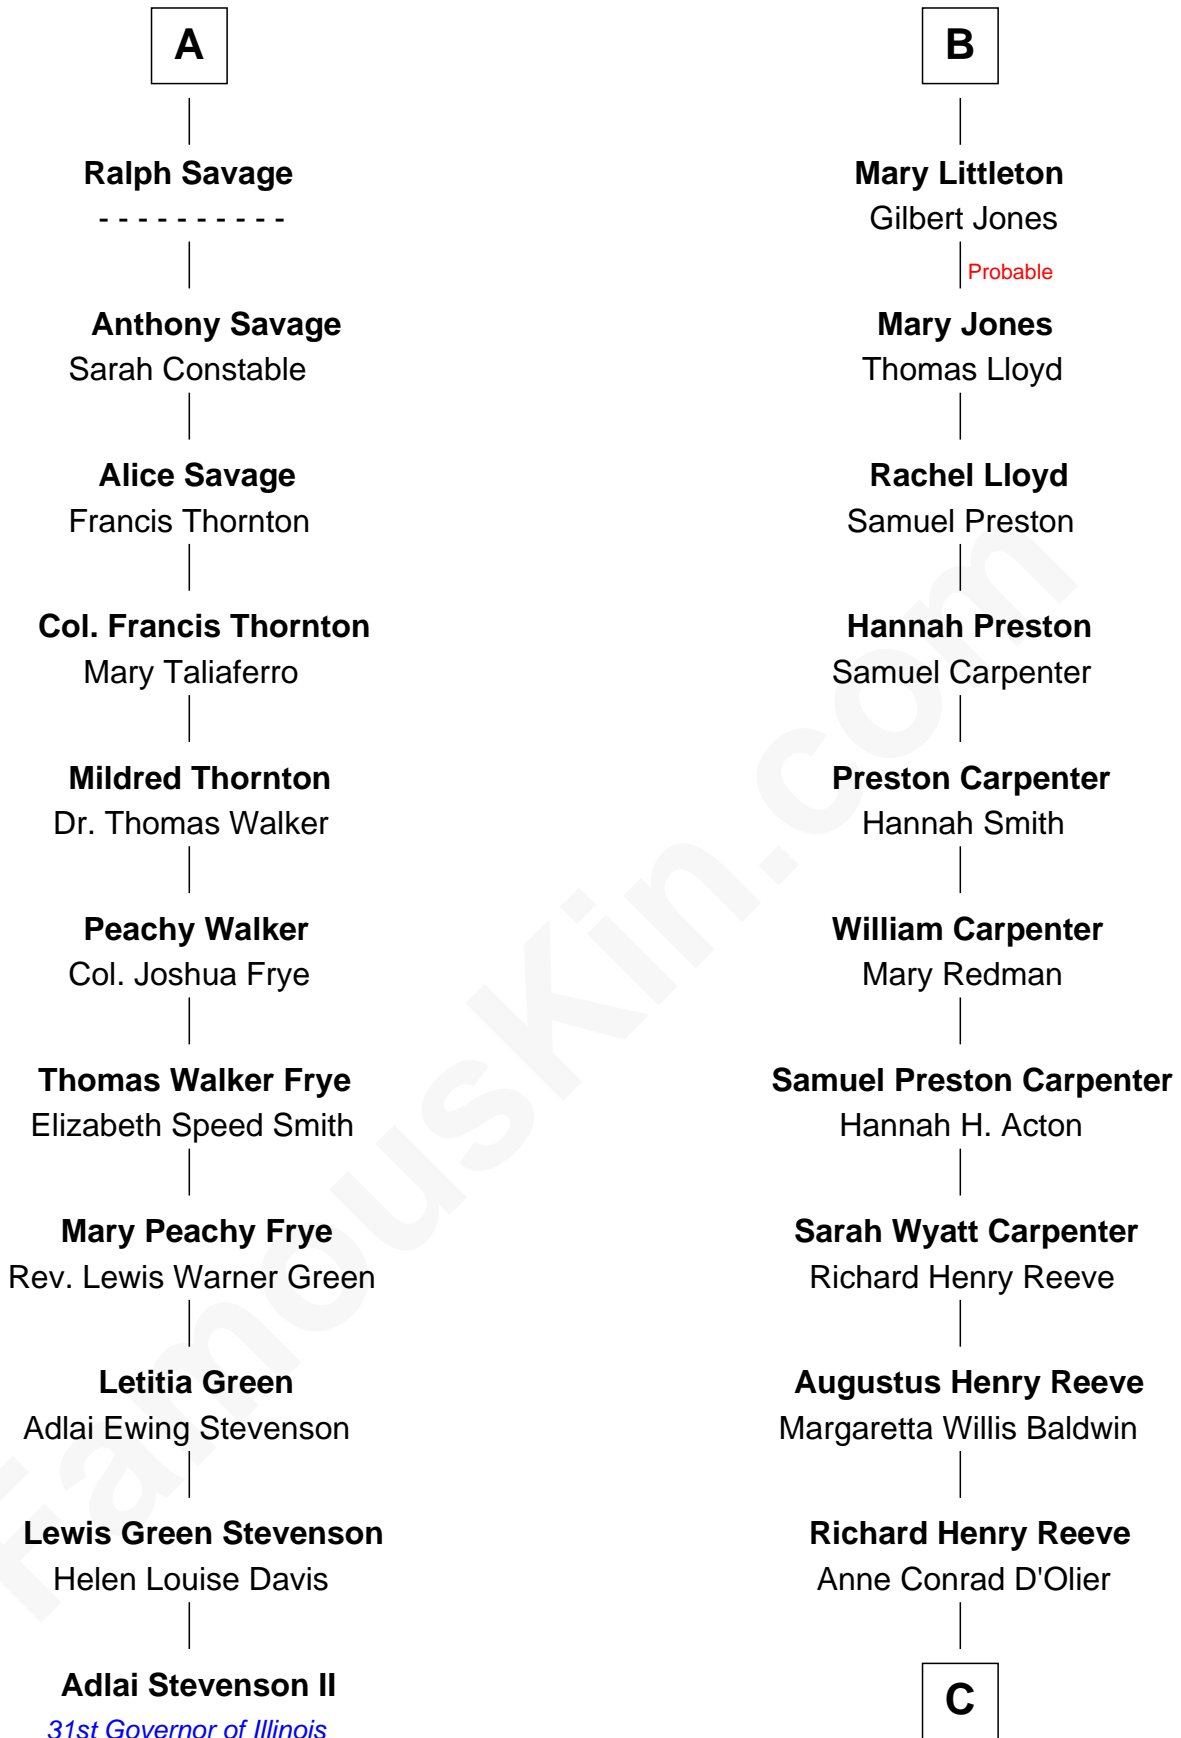 A
Ralph Savage
- - - - - - - - - -
Anthony Savage
Sarah Constable
Alice Savage
Francis Thornton
Col. Francis Thornton
Mary Taliaferro
Mildred Thornton
Dr. Thomas Walker
Peachy Walker
Col. Joshua Frye
Thomas Walker Frye
Elizabeth Speed Smith
Mary Peachy Frye
Rev. Lewis Warner Green
Letitia Green
Adlai Ewing Stevenson
Lewis Green Stevenson
Helen Louise Davis
Adlai Stevenson II
31st Governor of Illinois
B
Mary Littleton
Gilbert Jones
Probable
Mary Jones
Thomas Lloyd
Rachel Lloyd
Samuel Preston
Hannah Preston
Samuel Carpenter
Preston Carpenter
Hannah Smith
William Carpenter
Mary Redman
Samuel Preston Carpenter
Hannah H. Acton
Sarah Wyatt Carpenter
Richard Henry Reeve
Augustus Henry Reeve
Margaretta Willis Baldwin
Richard Henry Reeve
Anne Conrad D'Olier
C
FamousKin.com